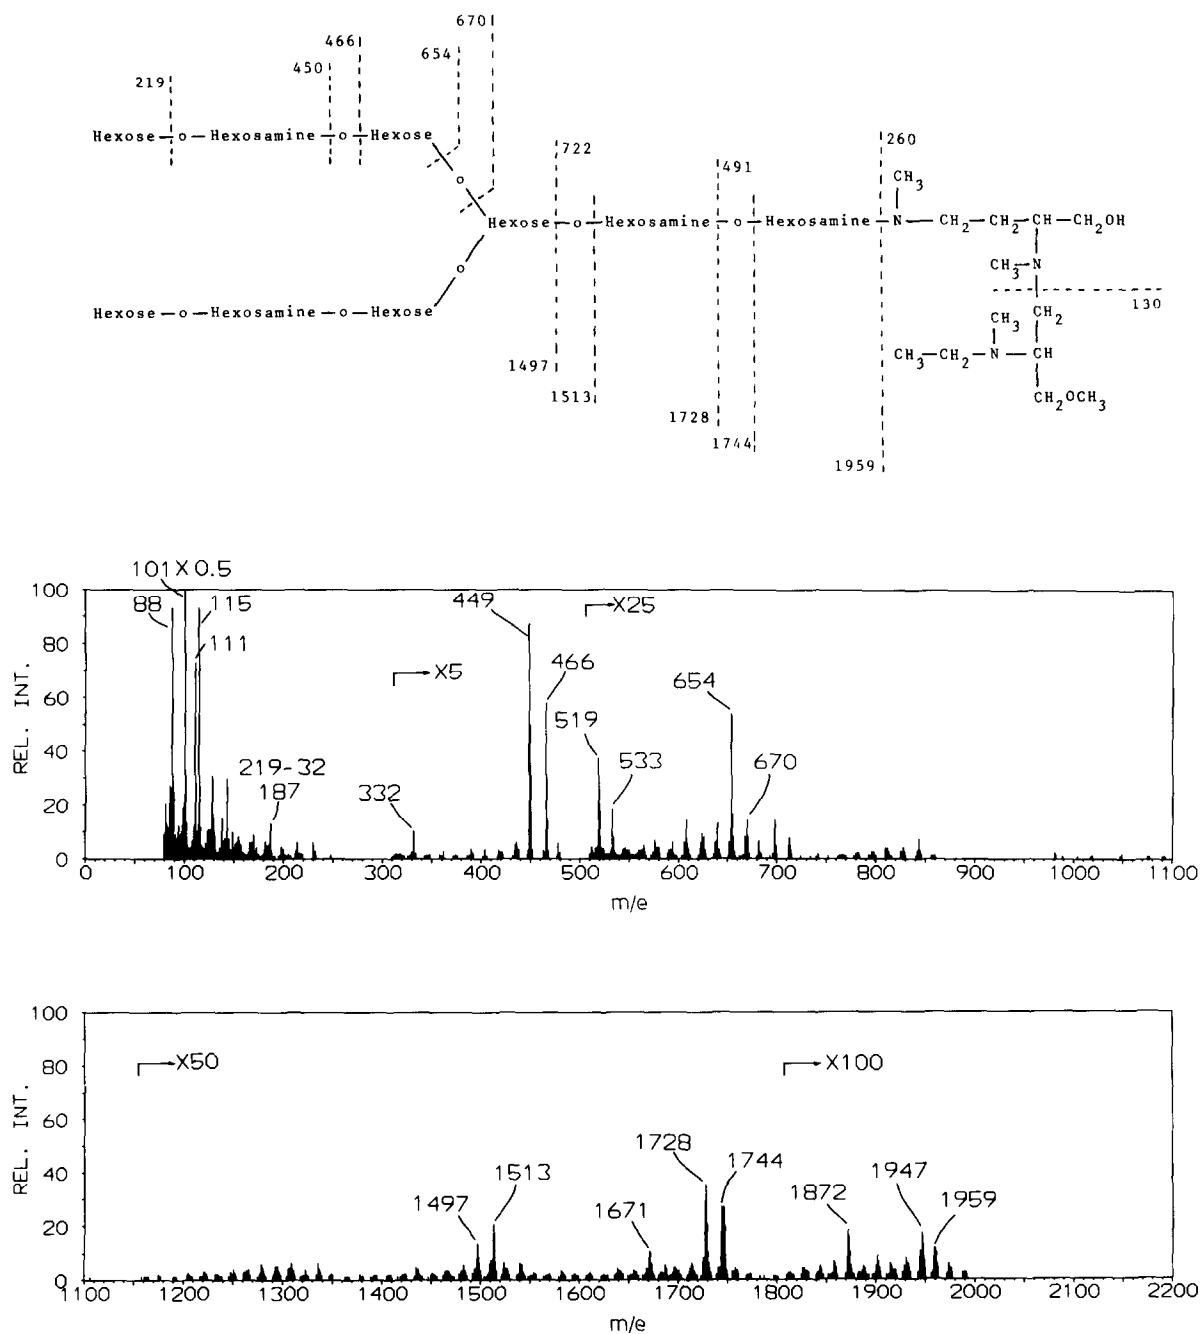 670
466
654
450
219
Hexose—o—Hexosamine—o—Hexose
o
722
491
260
CH3
Hexose—o—Hexosamine—o—Hexosamine—N—CH2—CH2—CH—CH2OH
o
CH3—N
130
Hexose—o—Hexosamine—o—Hexose
CH3
CH2
CH3—CH2—N—CH
1497
1513
CH2OCH3
1728
1744
1959
101 X 0.5
100
88
115
449
X25
111
80
466
X5
654
REL. INT.
60
519
40
219-32
533
670
187
332
20
0
0 100 200 300 400 500 600 700 800 900 1000 1100
m/e
100
X50
X100
80
REL. INT.
60
1728
1744
1947
40
1513
1872
1959
1497
1671
20
0
1100 1200 1300 1400 1500 1600 1700 1800 1900 2000 2100 2200
m/e